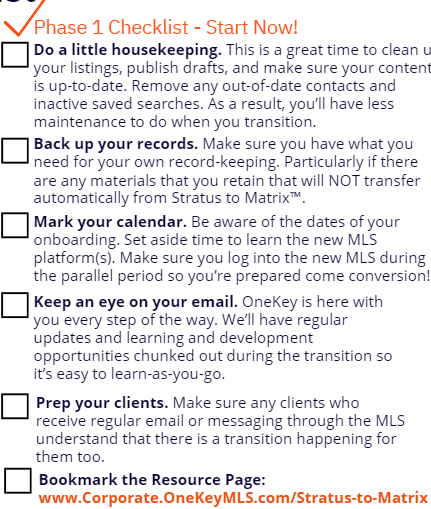 Phase 1 Checklist - Start Now!
Do a little housekeeping. This is a great time to clean u
your listings, publish drafts, and make sure your content
is up-to-date. Remove any out-of-date contacts and
inactive saved searches. As a result, you’ll have less
maintenance to do when you transition.
Back up your records. Make sure you have what you
need for your own record-keeping. Particularly if there
are any materials that you retain that will NOT transfer
automatically from Stratus to Matrix™.
Mark your calendar. Be aware of the dates of your
onboarding. Set aside time to learn the new MLS
platform(s). Make sure you log into the new MLS during
the parallel period so you’re prepared come conversion!
Keep an eye on your email. OneKey is here with
you every step of the way. We’ll have regular
updates and learning and development
opportunities chunked out during the transition so
it’s easy to learn-as-you-go.
Prep your clients. Make sure any clients who
receive regular email or messaging through the MLS
understand that there is a transition happening for
them too.
Bookmark the Resource Page:
www.Corporate.OneKeyMLS.com/Stratus-to-Matrix